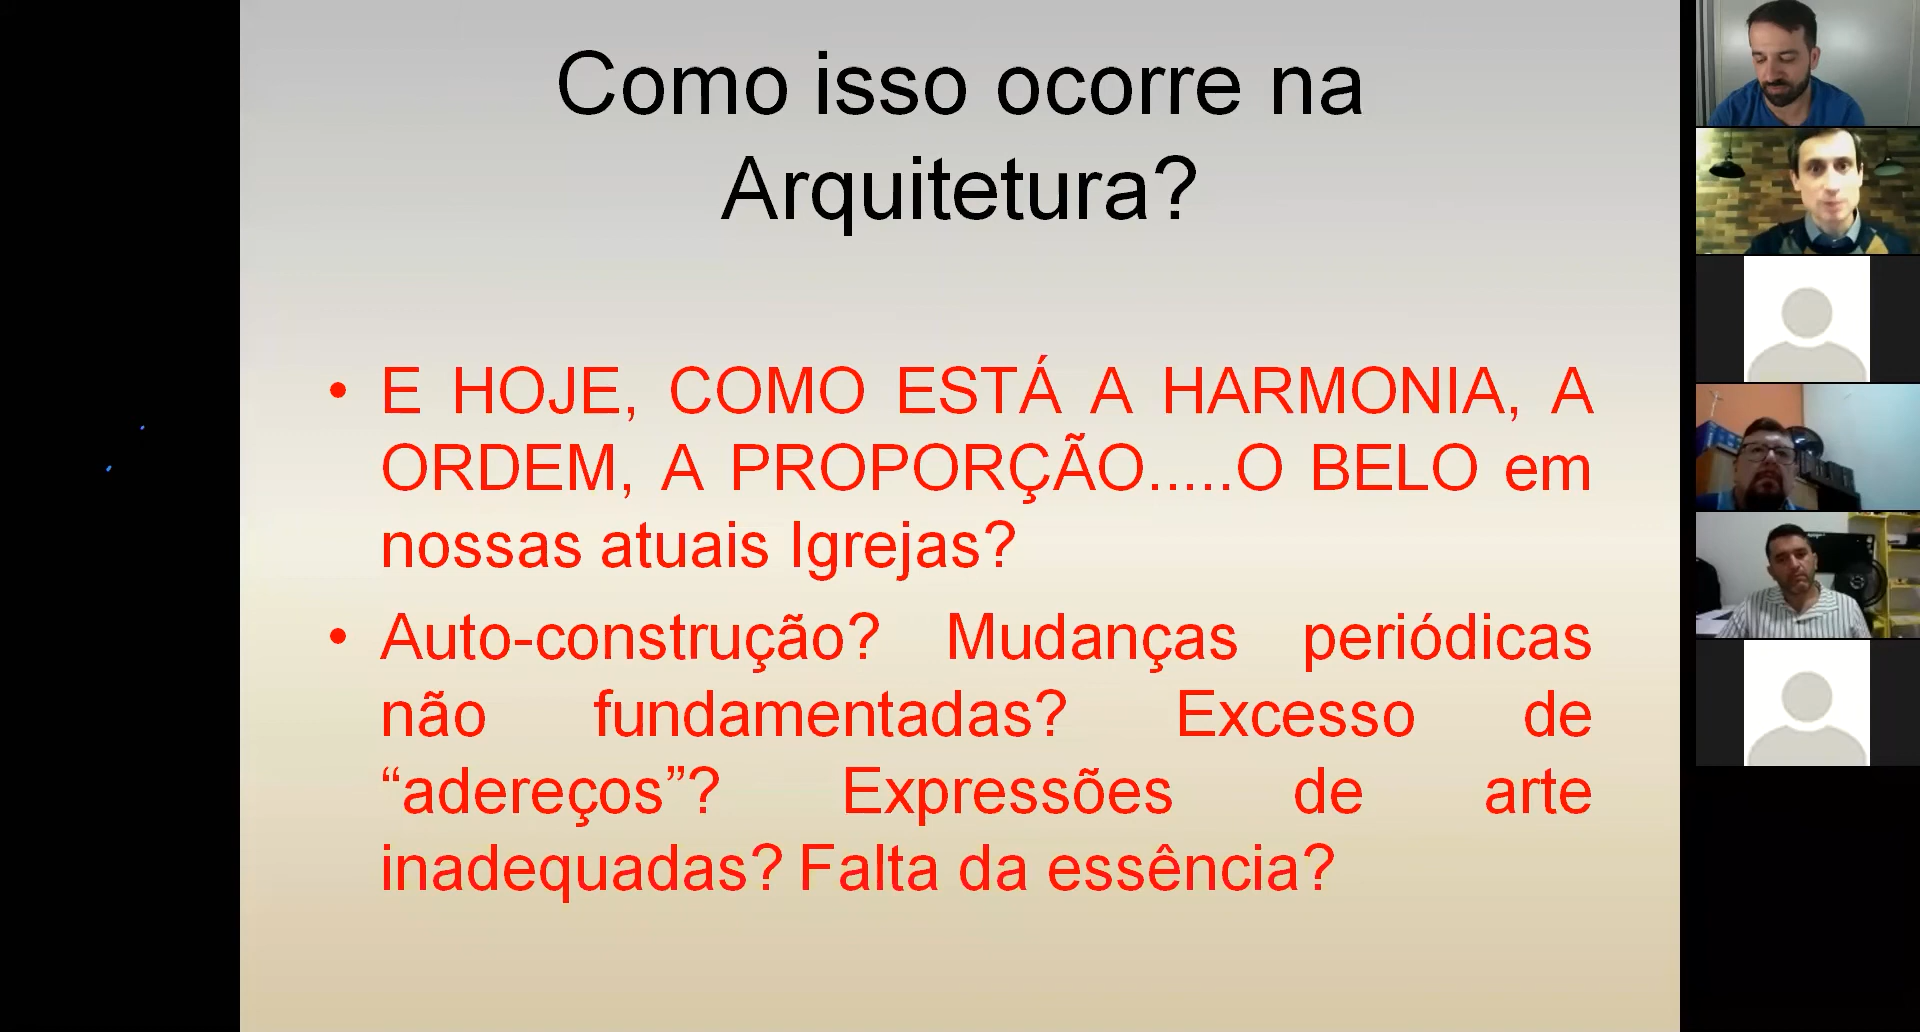 Como isso ocorre na
Arquitetura?
• E HOJE, COMO ESTÁ A HARMONIA, A
ORDEM, A PROPORÇÃO.....O BELO em
nossas atuais Igrejas?
• Auto-construção? Mudanças periódicas
não fundamentadas? Excesso de
“adereços”? Expressões de arte
inadequadas? Falta da essência?